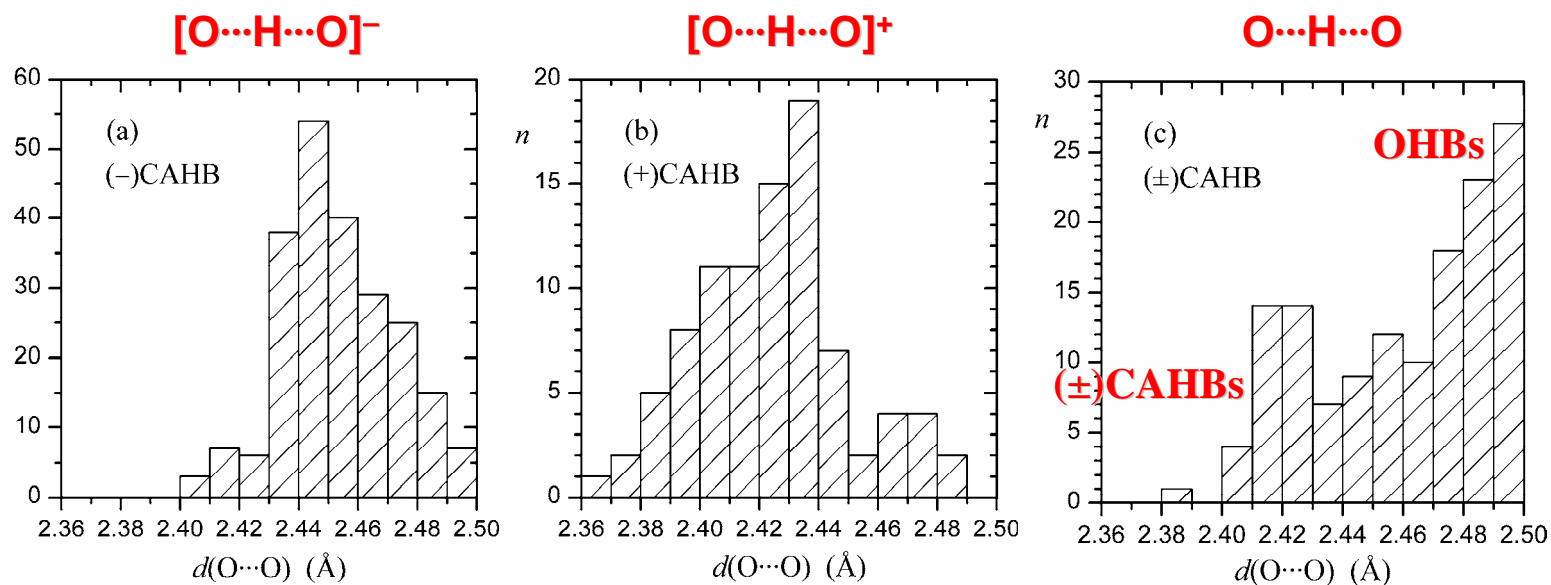 [O···H···O]⁻
[O···H···O]⁺
O···H···O
60
50
40
30
20
10
0
(a)
(−)CAHB
2.36 2.38 2.40 2.42 2.44 2.46 2.48 2.50
d(O···O) (Å)
n
20
15
10
5
0
(b)
(+)CAHB
2.36 2.38 2.40 2.42 2.44 2.46 2.48 2.50
d(O···O) (Å)
n
30
25
20
15
10
5
0
(c)
(±)CAHB
OHBs
(±)CAHBs
2.36 2.38 2.40 2.42 2.44 2.46 2.48 2.50
d(O···O) (Å)